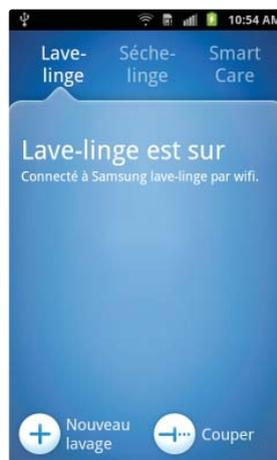 10:54 AM
Lave- Séche- Smart
linge linge Care
Lave-linge est sur
Connecté à Samsung lave-linge par wifi.
Nouveau
lavage Couper